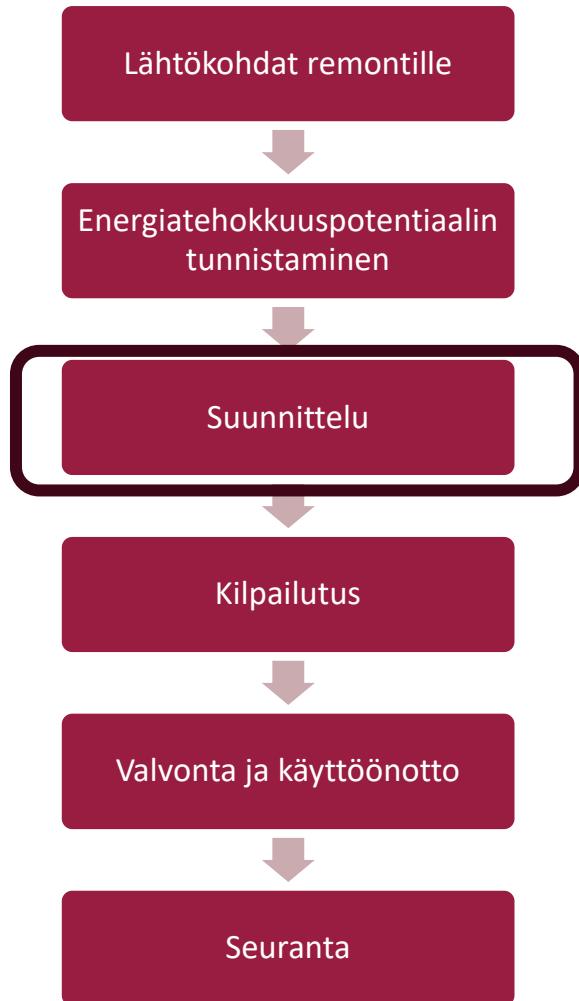 Lähtökohdat remontille
Energiatehokkuuspotentiaalin
tunnistaminen
Suunnittelu
Kilpailutus
Valvonta ja käyttöönotto
Seuranta